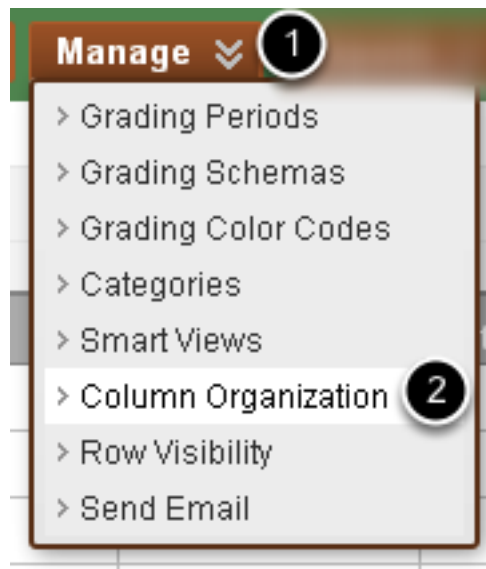 Manage 1
> Grading Periods
> Grading Schemas
> Grading Color Codes
> Categories
> Smart Views
> Column Organization 2
> Row Visibility
> Send Email